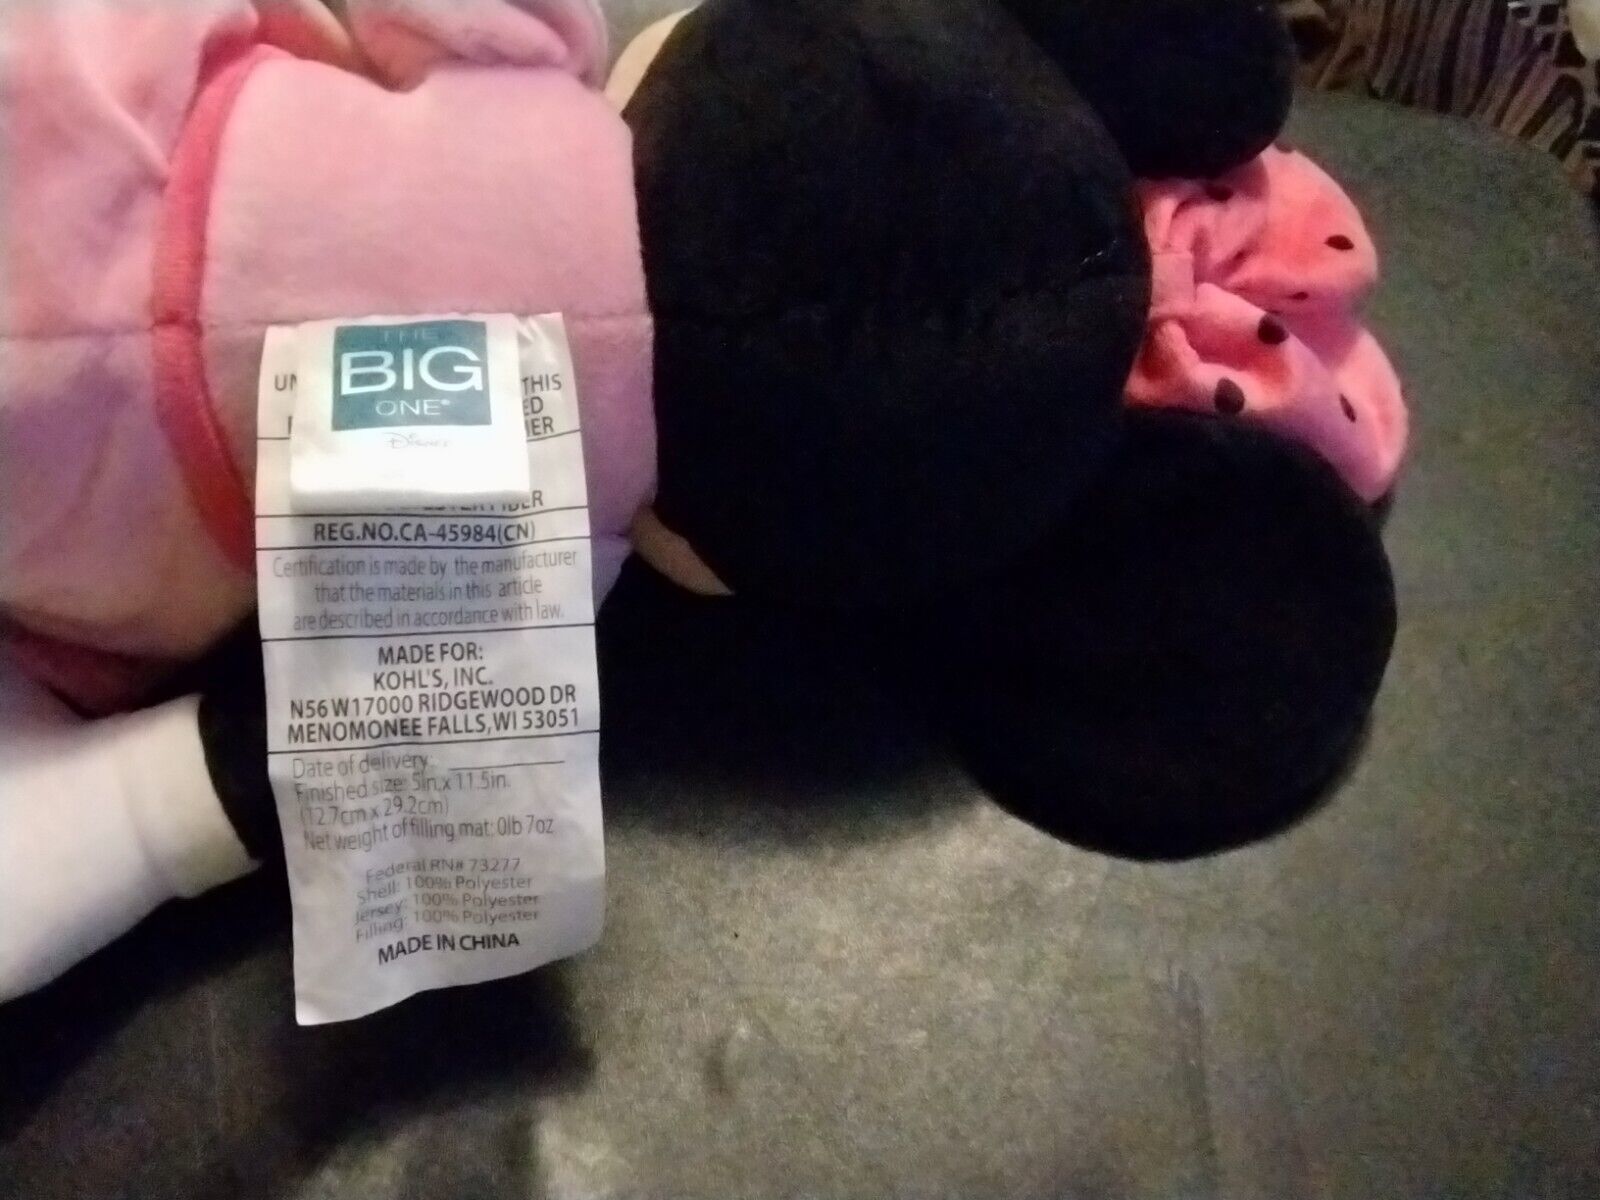 THE
BIG
ONE®
Disney
THIS
REG.NO.CA-45984(CN)
Certification is made by the manufacturer
that the materials in this article
are described in accordance with law.
MADE FOR:
KOHL'S, INC.
N56 W17000 RIDGEWOOD DR
MENOMONEE FALLS, WI 53051
Date of delivery:
Finished size: 5in.x 11.5in.
(12.7cm x 29.2cm)
Net weight of filling mat: 0lb 7oz
Federal RN# 73277
Shell: 100% Polyester
Jersey: 100% Polyester
Filling: 100% Polyester
MADE IN CHINA